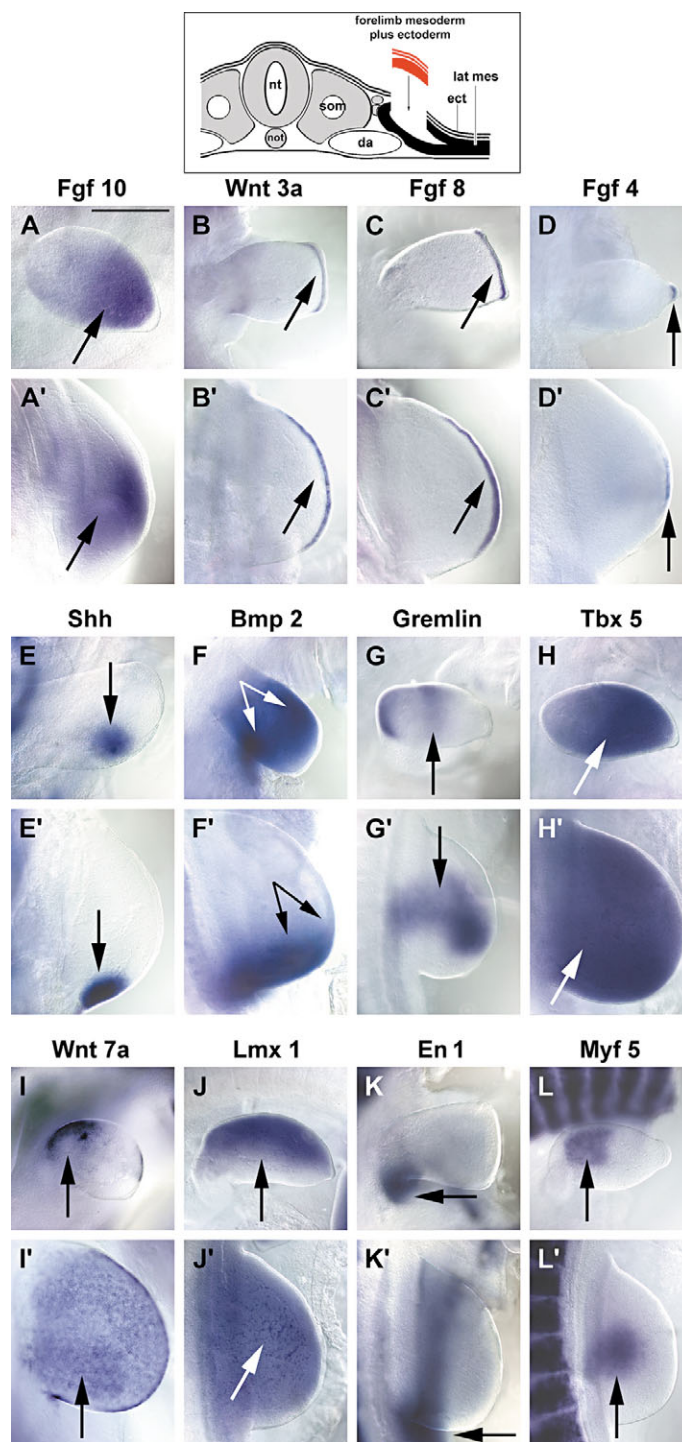 forelimb mesoderm
plus ectoderm
lat mes
ect
nt
som
not
da
Fgf 10 Wnt 3a Fgf 8 Fgf 4
A B C D
A' B' C' D'
Shh Bmp 2 Gremlin Tbx 5
E F G H
E' F' G' H'
Wnt 7a Lmx 1 En 1 Myf 5
I J K L
I' J' K' L'